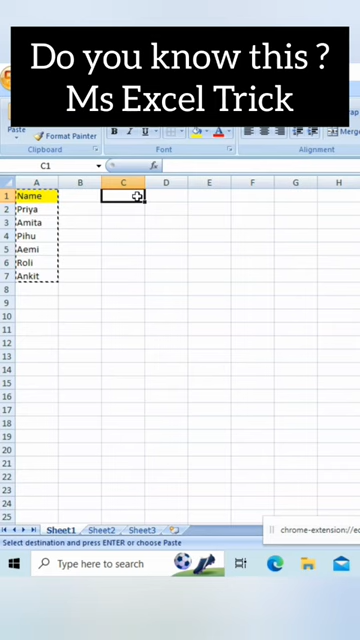 Do you know this ?
Ms Excel Trick
Paste
Format Painter
B I U
A
Merge
Clipboard
Font
Alignment
C1
fx
A B C D E F G H
1 Name
2 Priya
3 Amita
4 Pihu
5 Aemi
6 Roli
7 Ankit
8
9
10
11
12
13
14
15
16
17
18
19
20
21
22
23
24
25
Sheet1 Sheet2 Sheet3
chrome-extension://ec
Select destination and press ENTER or choose Paste
Type here to search